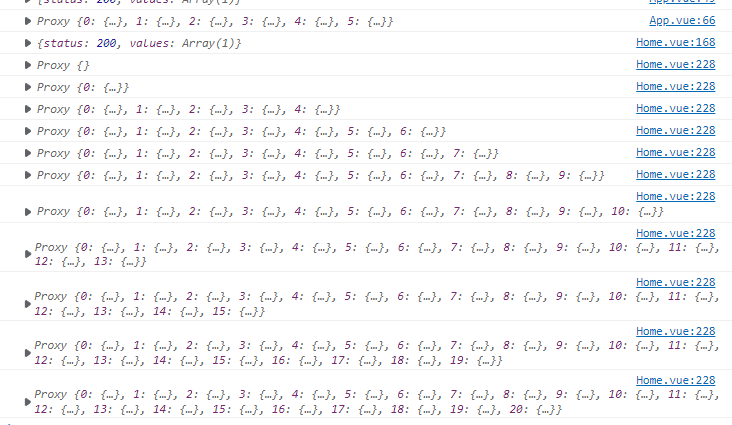 ▶ {status: 200, values: Array(1)} App.vue:49
▶ Proxy {0: {…}, 1: {…}, 2: {…}, 3: {…}, 4: {…}, 5: {…}} App.vue:66
▶ {status: 200, values: Array(1)} Home.vue:168
▶ Proxy {} Home.vue:228
▶ Proxy {0: {…}} Home.vue:228
▶ Proxy {0: {…}, 1: {…}, 2: {…}, 3: {…}, 4: {…}} Home.vue:228
▶ Proxy {0: {…}, 1: {…}, 2: {…}, 3: {…}, 4: {…}, 5: {…}, 6: {…}} Home.vue:228
▶ Proxy {0: {…}, 1: {…}, 2: {…}, 3: {…}, 4: {…}, 5: {…}, 6: {…}, 7: {…}} Home.vue:228
▶ Proxy {0: {…}, 1: {…}, 2: {…}, 3: {…}, 4: {…}, 5: {…}, 6: {…}, 7: {…}, 8: {…}, 9: {…}} Home.vue:228
Home.vue:228
▶ Proxy {0: {…}, 1: {…}, 2: {…}, 3: {…}, 4: {…}, 5: {…}, 6: {…}, 7: {…}, 8: {…}, 9: {…}, 10: {…}}
Home.vue:228
▶ Proxy {0: {…}, 1: {…}, 2: {…}, 3: {…}, 4: {…}, 5: {…}, 6: {…}, 7: {…}, 8: {…}, 9: {…}, 10: {…}, 11: {…},
12: {…}, 13: {…}}
Home.vue:228
▶ Proxy {0: {…}, 1: {…}, 2: {…}, 3: {…}, 4: {…}, 5: {…}, 6: {…}, 7: {…}, 8: {…}, 9: {…}, 10: {…}, 11: {…},
12: {…}, 13: {…}, 14: {…}, 15: {…}}
Home.vue:228
▶ Proxy {0: {…}, 1: {…}, 2: {…}, 3: {…}, 4: {…}, 5: {…}, 6: {…}, 7: {…}, 8: {…}, 9: {…}, 10: {…}, 11: {…},
12: {…}, 13: {…}, 14: {…}, 15: {…}, 16: {…}, 17: {…}, 18: {…}, 19: {…}}
Home.vue:228
▶ Proxy {0: {…}, 1: {…}, 2: {…}, 3: {…}, 4: {…}, 5: {…}, 6: {…}, 7: {…}, 8: {…}, 9: {…}, 10: {…}, 11: {…},
12: {…}, 13: {…}, 14: {…}, 15: {…}, 16: {…}, 17: {…}, 18: {…}, 19: {…}, 20: {…}}